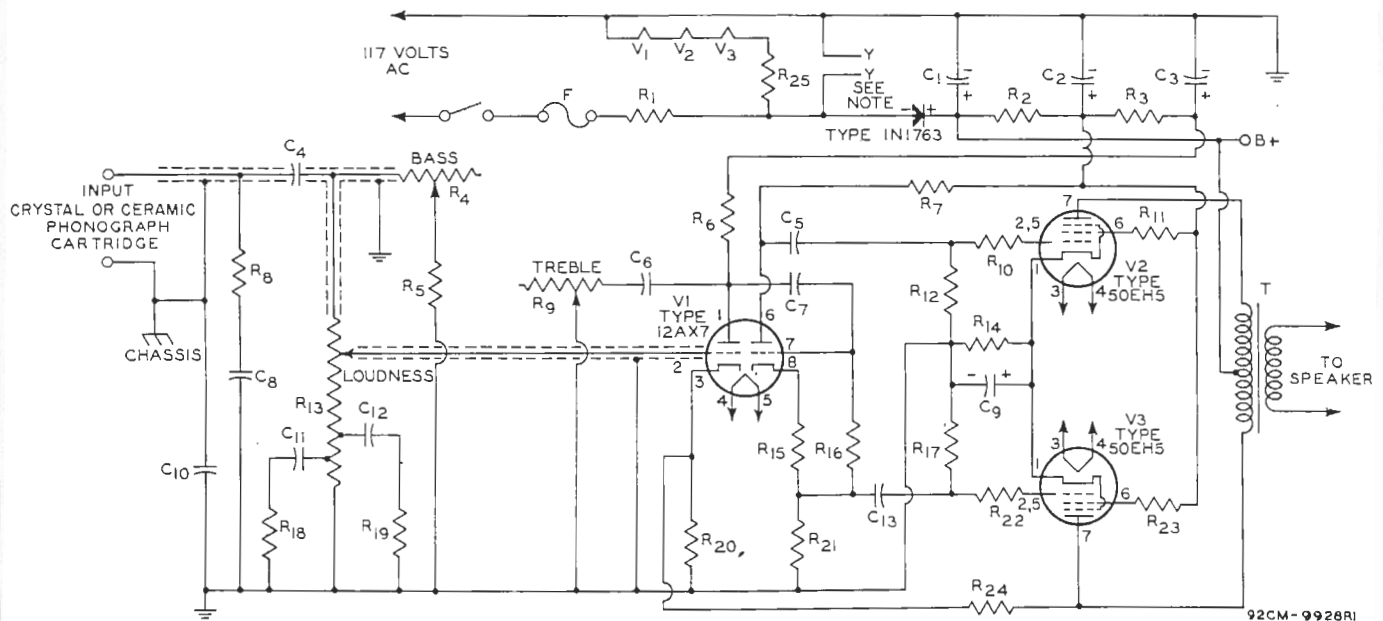 117 VOLTS
AC
V1 V2 V3
R25
Y
Y
SEE
NOTE
C1 - +
C2 - +
C3 - +
F
R1
- +
TYPE IN1763
R2
R3
B+
C4
BASS
R4
INPUT
CRYSTAL OR CERAMIC
PHONOGRAPH
CARTRIDGE
R8
R5
TREBLE
R9
C6
R6
R7
C5
C7
R10
R12
R14
7
2,5
6
1
3
4
R11
V2
TYPE
50EH5
CHASSIS
C8
LOUDNESS
V1
TYPE
12AX7
1
6
2
7
3
8
4
5
- +
C9
T
TO
SPEAKER
R13
C12
C11
C10
R18
R19
R15
R16
R17
C13
R20
R21
R22
3
4
1
2,5
6
7
V3
TYPE
50EH5
R23
R24
92CM-9928R1